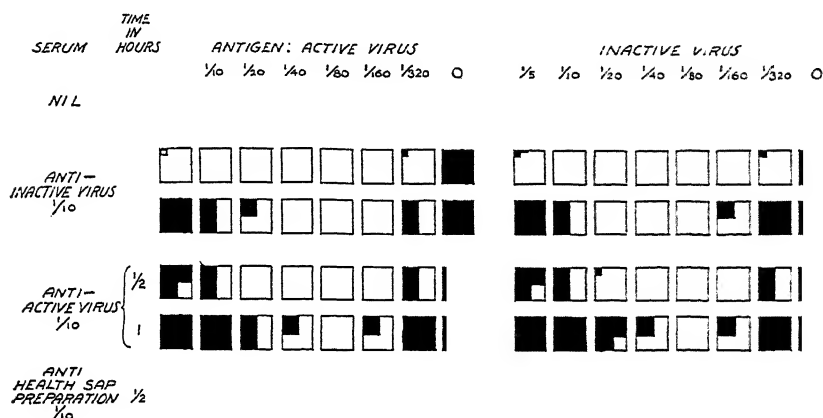 TIME
IN
SERUM HOURS ANTIGEN: ACTIVE VIRUS INACTIVE VIRUS
1/10 1/20 1/40 1/80 1/160 1/320 0 1/5 1/10 1/20 1/40 1/80 1/160 1/320 0
NIL
ANTI-
INACTIVE VIRUS
1/10
ANTI-
ACTIVE VIRUS
1/10
1/2
1
ANTI
HEALTH SAP
PREPARATION 1/2
1/10